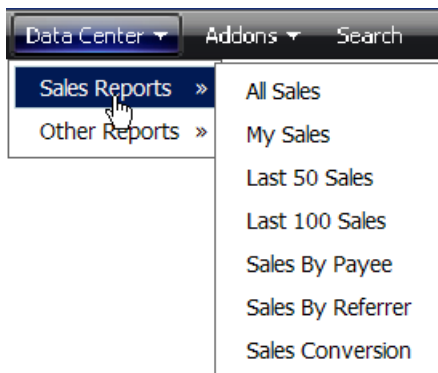 Data Center ▼ Addons ▼ Search
Sales Reports »
Other Reports »
All Sales
My Sales
Last 50 Sales
Last 100 Sales
Sales By Payee
Sales By Referrer
Sales Conversion